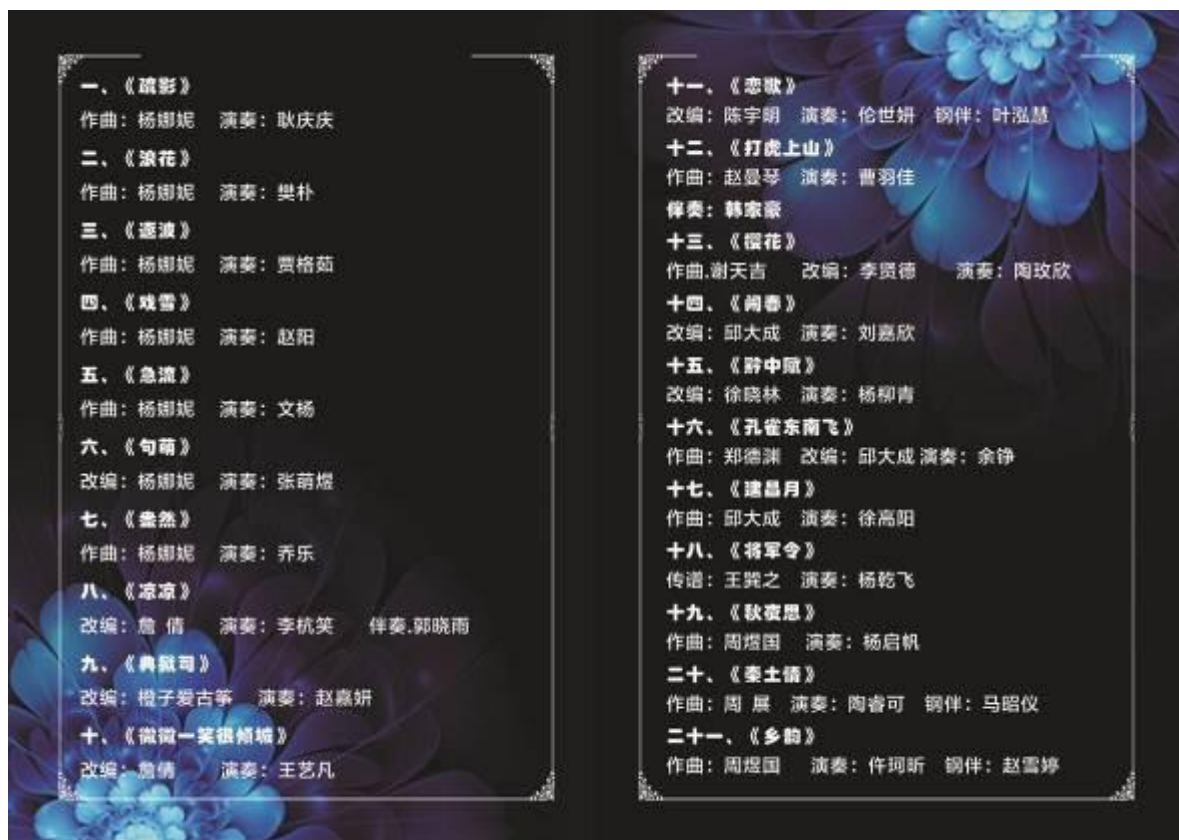 一、《疏影》
作曲：杨娜妮 演奏：耿庆庆
二、《浪花》
作曲：杨娜妮 演奏：樊朴
三、《逐波》
作曲：杨娜妮 演奏：贾格茹
四、《戏雪》
作曲：杨娜妮 演奏：赵阳
五、《急流》
作曲：杨娜妮 演奏：文杨
六、《句萌》
改编：杨娜妮 演奏：张萌煜
七、《盎然》
作曲：杨娜妮 演奏：乔乐
八、《凉凉》
改编：詹 倩 演奏：李杭笑 伴奏.郭晓雨
九、《典狱司》
改编：橙子爱古筝 演奏：赵嘉妍
十、《微微一笑很倾城》
改编：詹倩 演奏：王艺凡
十一、《恋歌》
改编：陈宇明 演奏：伦世妍 钢伴：叶泓慧
十二、《打虎上山》
作曲：赵曼琴 演奏：曹羽佳
伴奏：韩家豪
十三、《樱花》
作曲.谢天吉 改编：李贤德 演奏：陶玫欣
十四、《闹春》
改编：邱大成 演奏：刘嘉欣
十五、《黔中赋》
改编：徐晓林 演奏：杨柳青
十六、《孔雀东南飞》
作曲：郑德渊 改编：邱大成 演奏：余铮
十七、《建昌月》
作曲：邱大成 演奏：徐高阳
十八、《将军令》
传谱：王巽之 演奏：杨乾飞
十九、《秋夜思》
作曲：周煜国 演奏：杨启帆
二十、《秦土情》
作曲：周 展 演奏：陶睿可 钢伴：马昭仪
二十一、《乡韵》
作曲：周煜国 演奏：仵珂昕 钢伴：赵雪婷